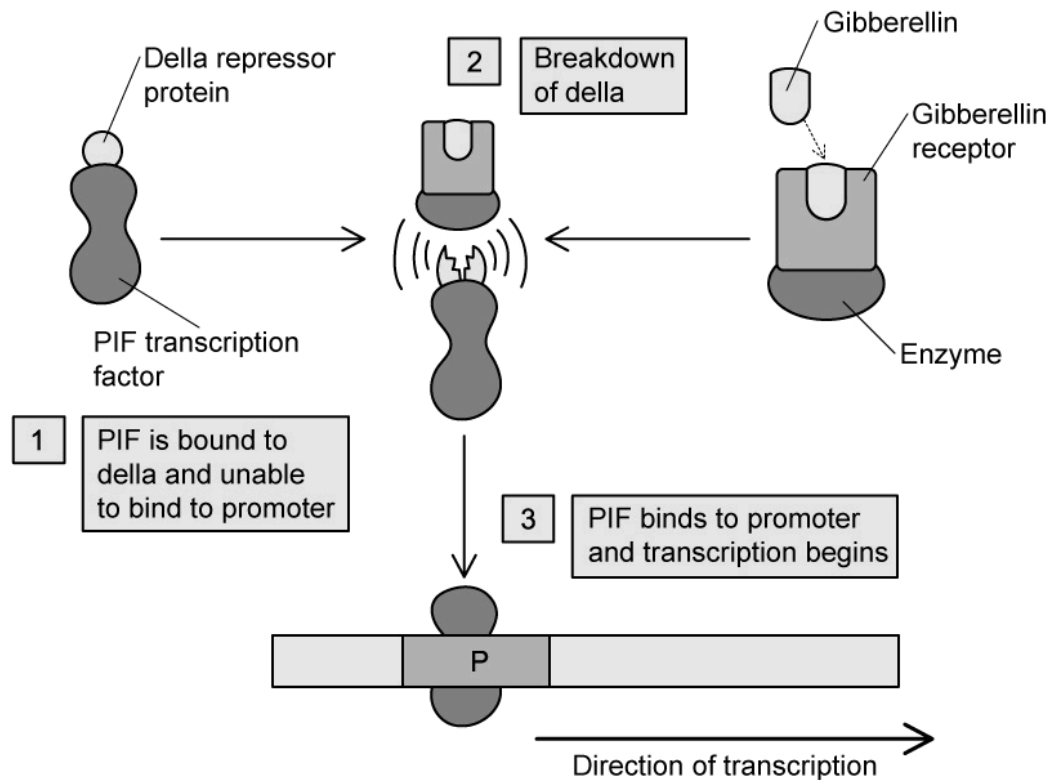 Della repressor
protein
2
Breakdown
of della
Gibberellin
Gibberellin
receptor
PIF transcription
factor
Enzyme
1
PIF is bound to
della and unable
to bind to promoter
3
PIF binds to promoter
and transcription begins
P
Direction of transcription